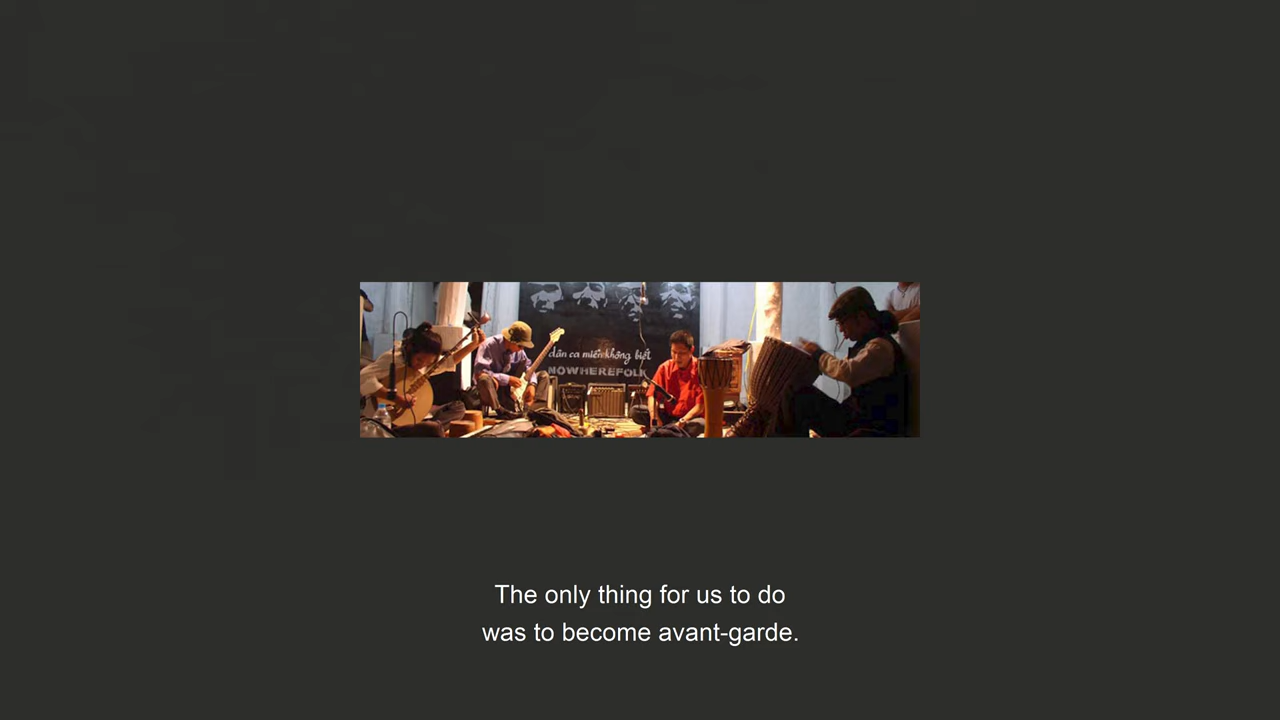 dân ca miền không biết
NOWHEREFOLK
The only thing for us to do
was to become avant-garde.